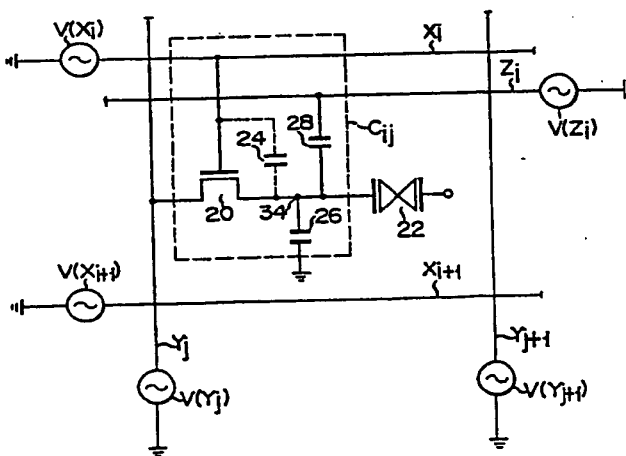 V(Xi)
Xi
Zi
V(Zi)
28
24
Cij
20
34
26
22
V(Xi+1)
Xi+1
Yj
Yj+1
V(Yj)
V(Yj+1)